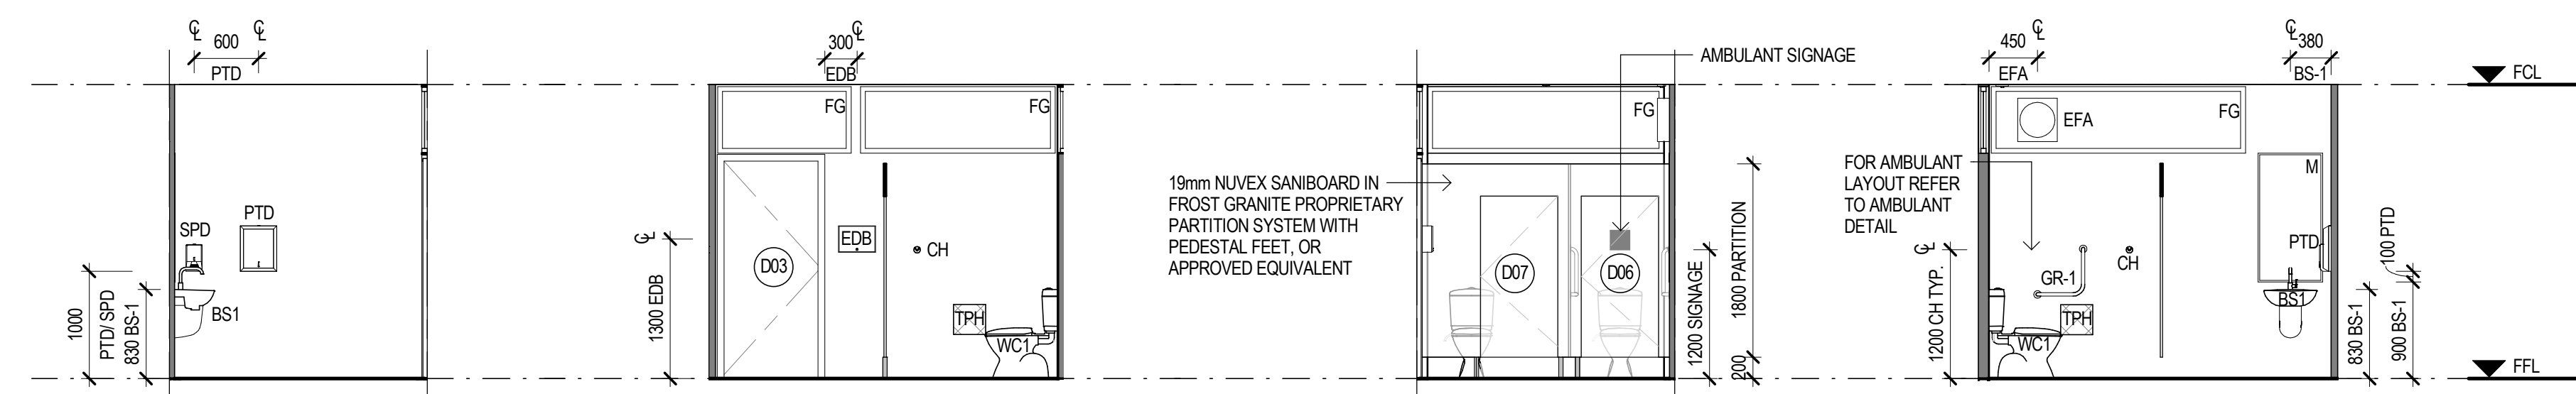 ℄ 600 ℄
PTD
SPD
PTD
BS1
1000
PTD/ SPD
830 BS-1
300 ℄
EDB
FG
FG
D03
EDB
CH
TPH
WC1
℄
1300 EDB
AMBULANT SIGNAGE
FG
19mm NUVEX SANIBOARD IN
FROST GRANITE PROPRIETARY
PARTITION SYSTEM WITH
PEDESTAL FEET, OR
APPROVED EQUIVALENT
D07
D06
1200 SIGNAGE
1800 PARTITION
200
450 ℄
EFA
℄ 380
BS-1
EFA
FG
FOR AMBULANT
LAYOUT REFER
TO AMBULANT
DETAIL
℄
1200 CH TYP.
GR-1
CH
TPH
WC1
M
PTD
BS1
830 BS-1
900 BS-1
100 PTD
FCL
FFL